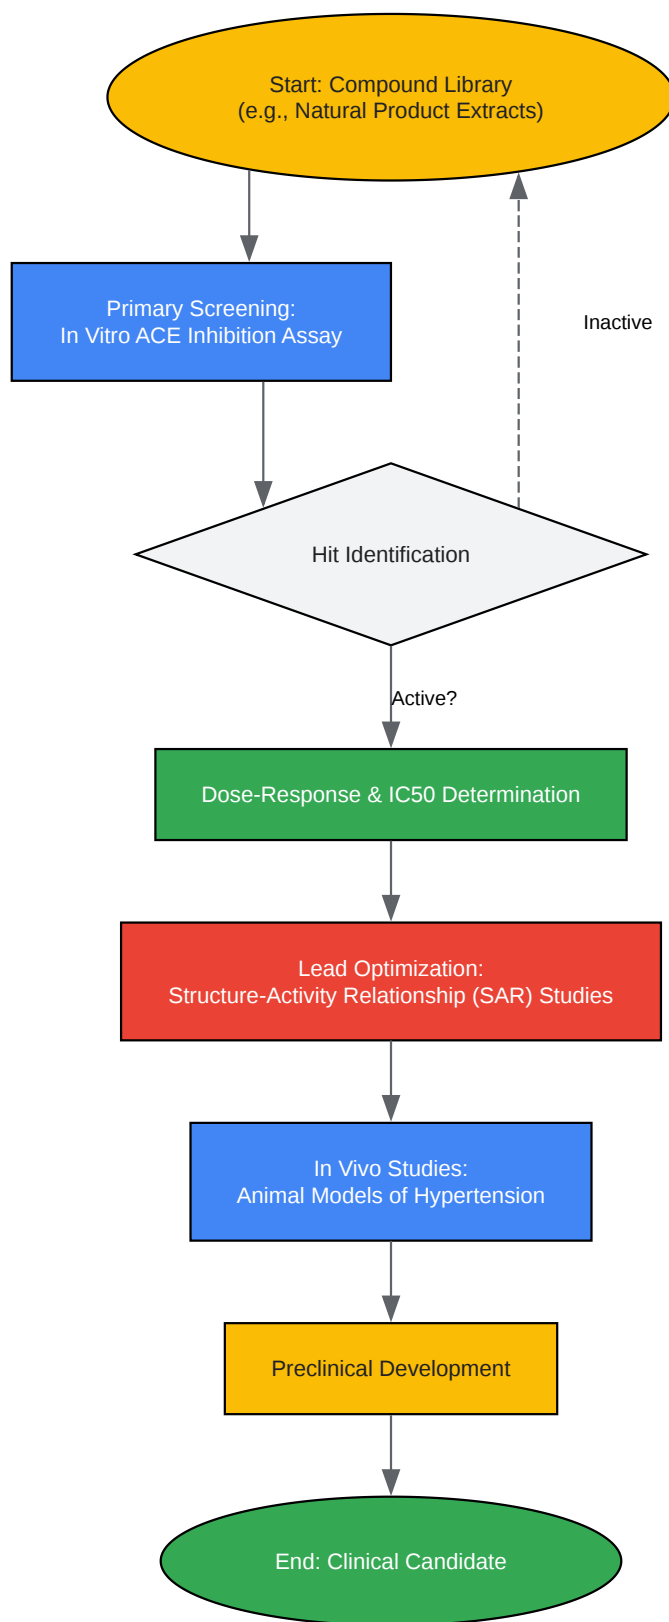 Start: Compound Library
(e.g., Natural Product Extracts)
Primary Screening:
In Vitro ACE Inhibition Assay
Inactive
Hit Identification
Active?
Dose-Response & IC50 Determination
Lead Optimization:
Structure-Activity Relationship (SAR) Studies
In Vivo Studies:
Animal Models of Hypertension
Preclinical Development
End: Clinical Candidate